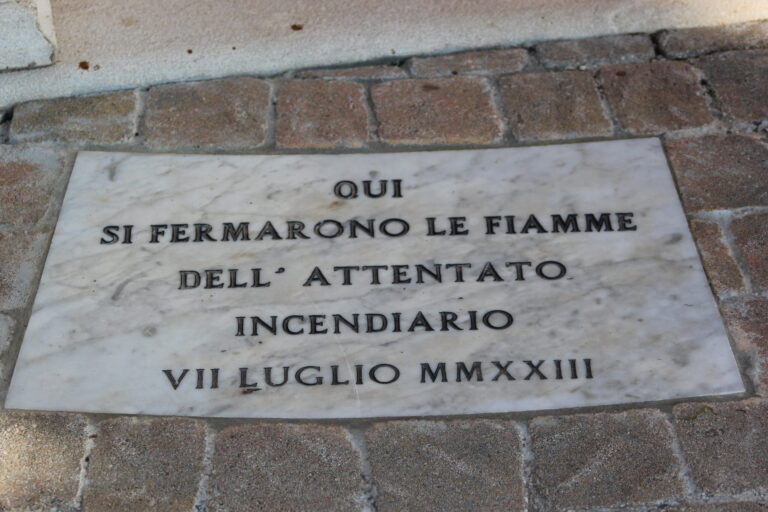 QUI
SI FERMARONO LE FIAMME
DELL' ATTENTATO
INCENDIARIO
VII LUGLIO MMXXIII